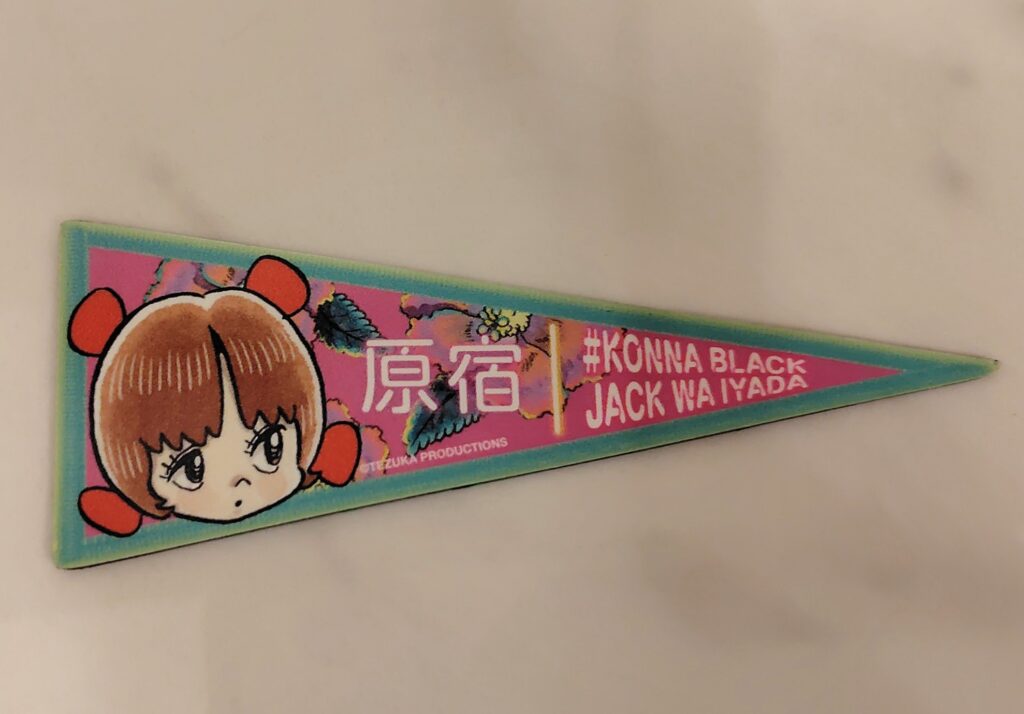 原宿
#KONNA BLACK
JACK WA IYADA
©TEZUKA PRODUCTIONS